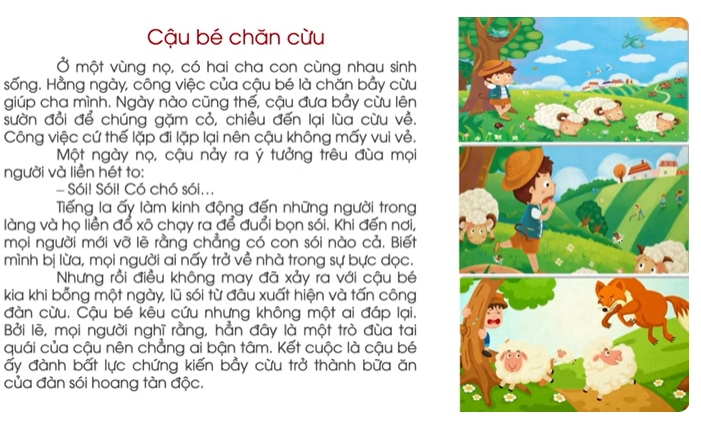 Cậu bé chăn cừu
Ở một vùng nọ, có hai cha con cùng nhau sinh
sống. Hằng ngày, công việc của cậu bé là chăn bầy cừu
giúp cha mình. Ngày nào cũng thế, cậu đưa bầy cừu lên
sườn đồi để chúng gặm cỏ, chiều đến lại lùa cừu về.
Công việc cứ thế lặp đi lặp lại nên cậu không mấy vui vẻ.
Một ngày nọ, cậu nảy ra ý tưởng trêu đùa mọi
người và liền hét to:
– Sói! Sói! Có chó sói...
Tiếng la ấy làm kinh động đến những người trong
làng và họ liền đổ xô chạy ra để đuổi bọn sói. Khi đến nơi,
mọi người mới vỡ lẽ rằng chẳng có con sói nào cả. Biết
mình bị lừa, mọi người ai nấy trở về nhà trong sự bực dọc.
Nhưng rồi điều không may đã xảy ra với cậu bé
kia khi bỗng một ngày, lũ sói từ đâu xuất hiện và tấn công
đàn cừu. Cậu bé kêu cứu nhưng không một ai đáp lại.
Bởi lẽ, mọi người nghĩ rằng, hẳn đây là một trò đùa tai
quái của cậu nên chẳng ai bận tâm. Kết cuộc là cậu bé
ấy đành bất lực chứng kiến bầy cừu trở thành bữa ăn
của đàn sói hoang tàn độc.